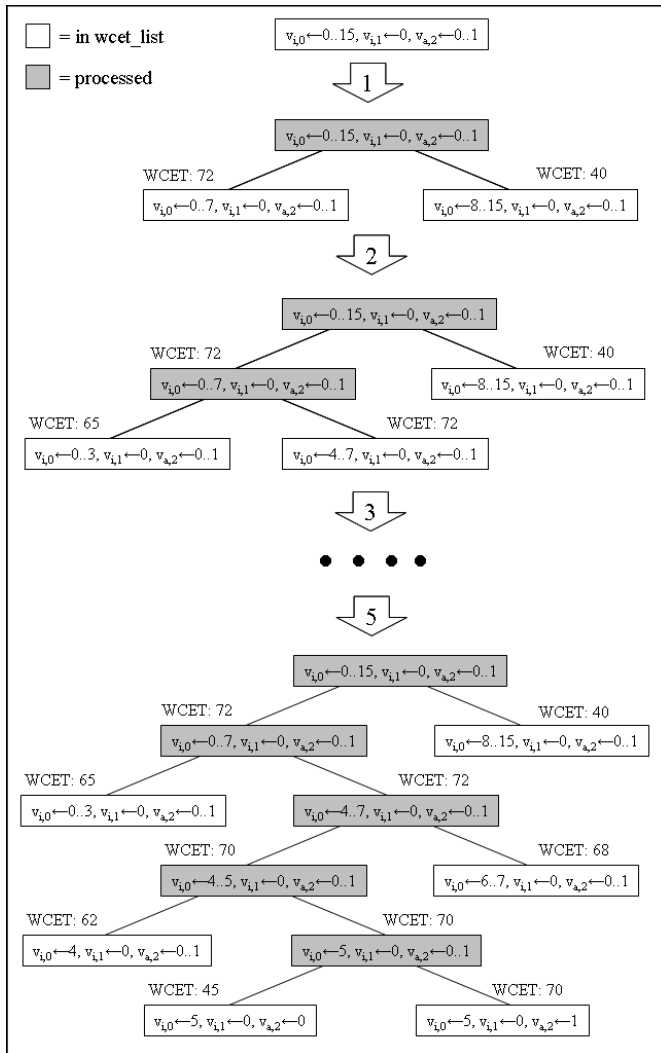 = in wcet_list
= processed
v_{i,0}←0..15, v_{i,1}←0, v_{a,2}←0..1
1
v_{i,0}←0..15, v_{i,1}←0, v_{a,2}←0..1
WCET: 72
WCET: 40
v_{i,0}←0..7, v_{i,1}←0, v_{a,2}←0..1
v_{i,0}←8..15, v_{i,1}←0, v_{a,2}←0..1
2
v_{i,0}←0..15, v_{i,1}←0, v_{a,2}←0..1
WCET: 72
WCET: 40
v_{i,0}←0..7, v_{i,1}←0, v_{a,2}←0..1
v_{i,0}←8..15, v_{i,1}←0, v_{a,2}←0..1
WCET: 65
WCET: 72
v_{i,0}←0..3, v_{i,1}←0, v_{a,2}←0..1
v_{i,0}←4..7, v_{i,1}←0, v_{a,2}←0..1
3
5
v_{i,0}←0..15, v_{i,1}←0, v_{a,2}←0..1
WCET: 72
WCET: 40
v_{i,0}←0..7, v_{i,1}←0, v_{a,2}←0..1
v_{i,0}←8..15, v_{i,1}←0, v_{a,2}←0..1
WCET: 65
WCET: 72
v_{i,0}←0..3, v_{i,1}←0, v_{a,2}←0..1
v_{i,0}←4..7, v_{i,1}←0, v_{a,2}←0..1
WCET: 70
WCET: 68
v_{i,0}←4..5, v_{i,1}←0, v_{a,2}←0..1
v_{i,0}←6..7, v_{i,1}←0, v_{a,2}←0..1
WCET: 62
WCET: 70
v_{i,0}←4, v_{i,1}←0, v_{a,2}←0..1
v_{i,0}←5, v_{i,1}←0, v_{a,2}←0..1
WCET: 45
WCET: 70
v_{i,0}←5, v_{i,1}←0, v_{a,2}←0
v_{i,0}←5, v_{i,1}←0, v_{a,2}←1